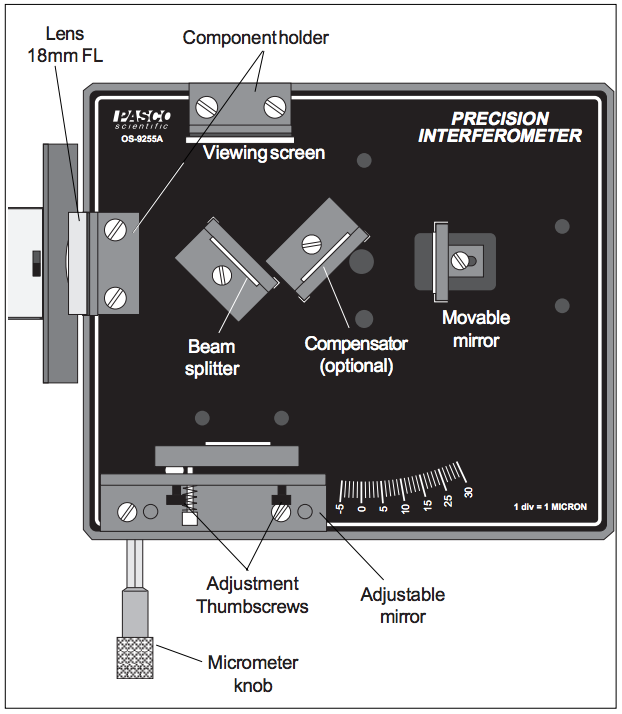 Lens
18mm FL
Component holder
PASCO
scientific
OS-9255A
PRECISION
INTERFEROMETER
Viewing screen
Beam
splitter
Compensator
(optional)
Movable
mirror
-5 0 5 10 15 25 30
1 div = 1 MICRON
Adjustment
Thumbscrews
Adjustable
mirror
Micrometer
knob